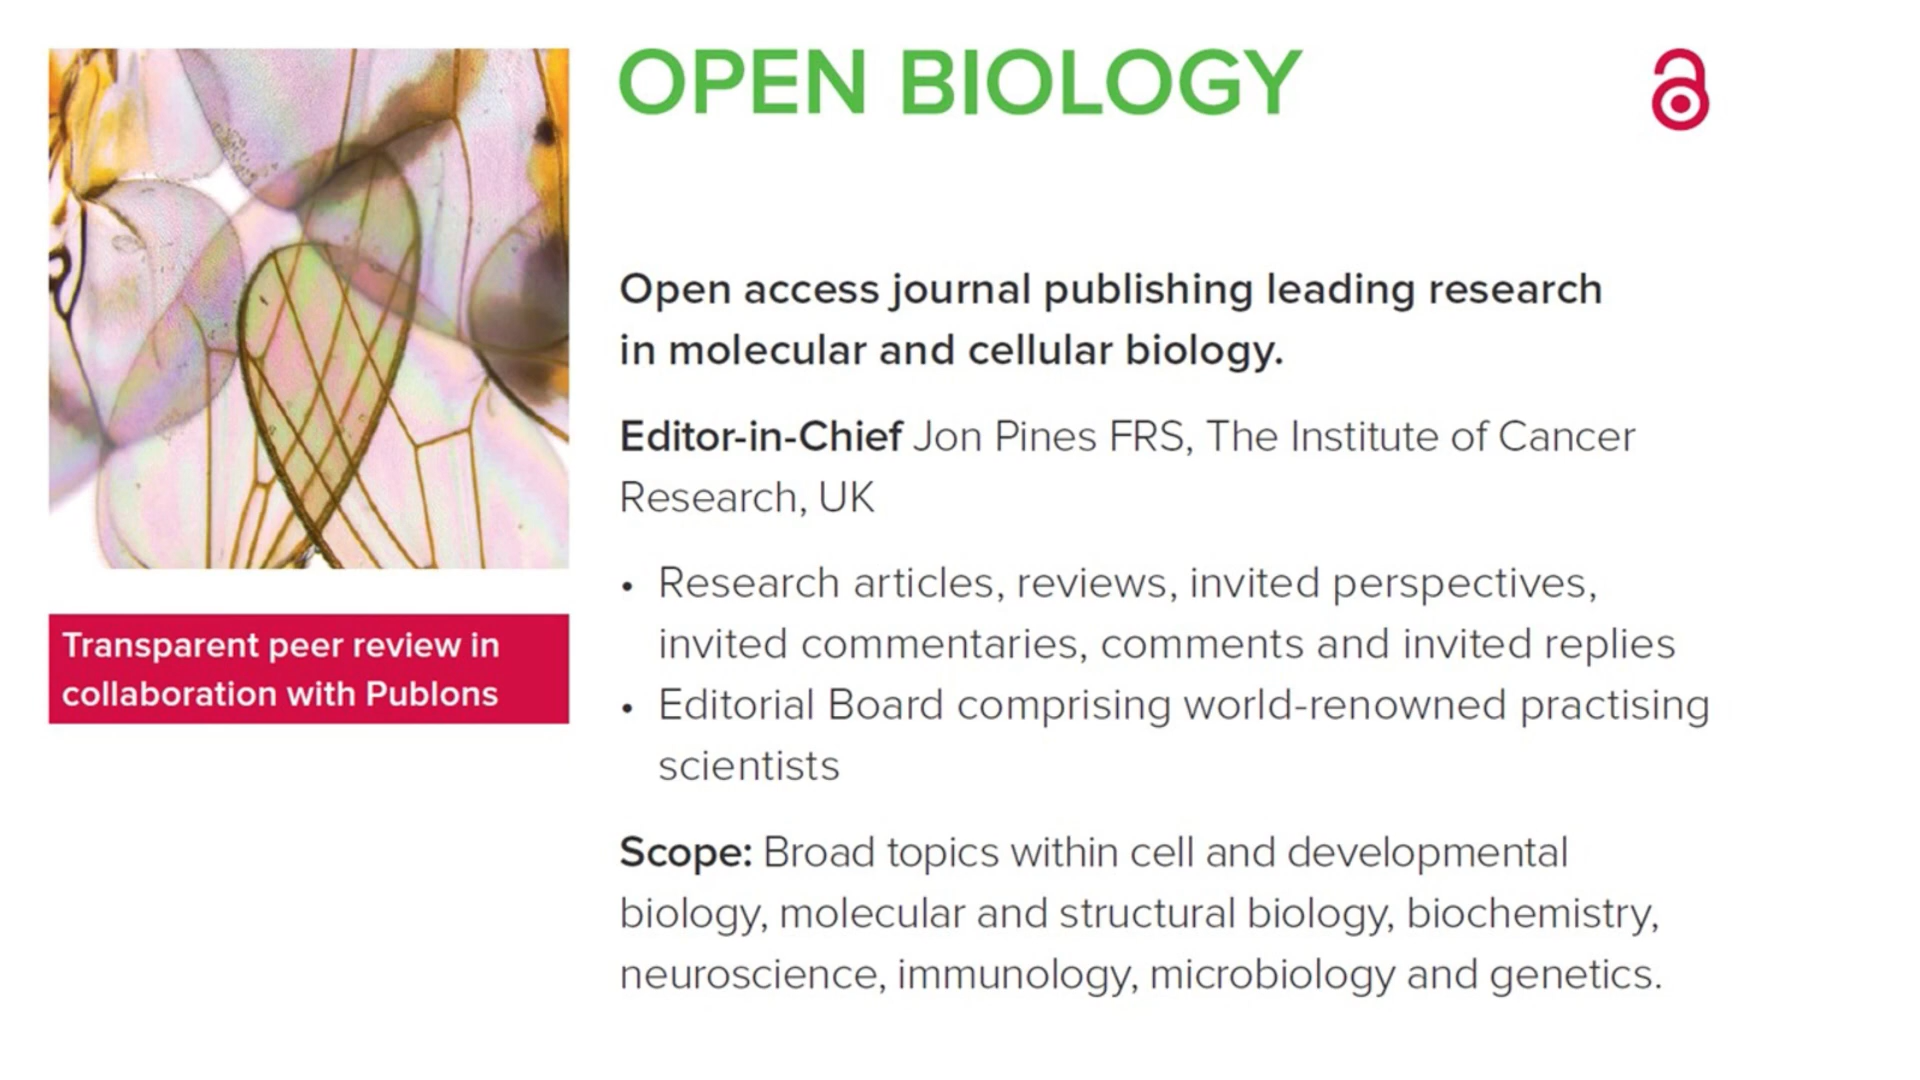 OPEN BIOLOGY
Open access journal publishing leading research
in molecular and cellular biology.
Editor-in-Chief Jon Pines FRS, The Institute of Cancer
Research, UK
• Research articles, reviews, invited perspectives,
invited commentaries, comments and invited replies
• Editorial Board comprising world-renowned practising
scientists
Scope: Broad topics within cell and developmental
biology, molecular and structural biology, biochemistry,
neuroscience, immunology, microbiology and genetics.
Transparent peer review in
collaboration with Publons